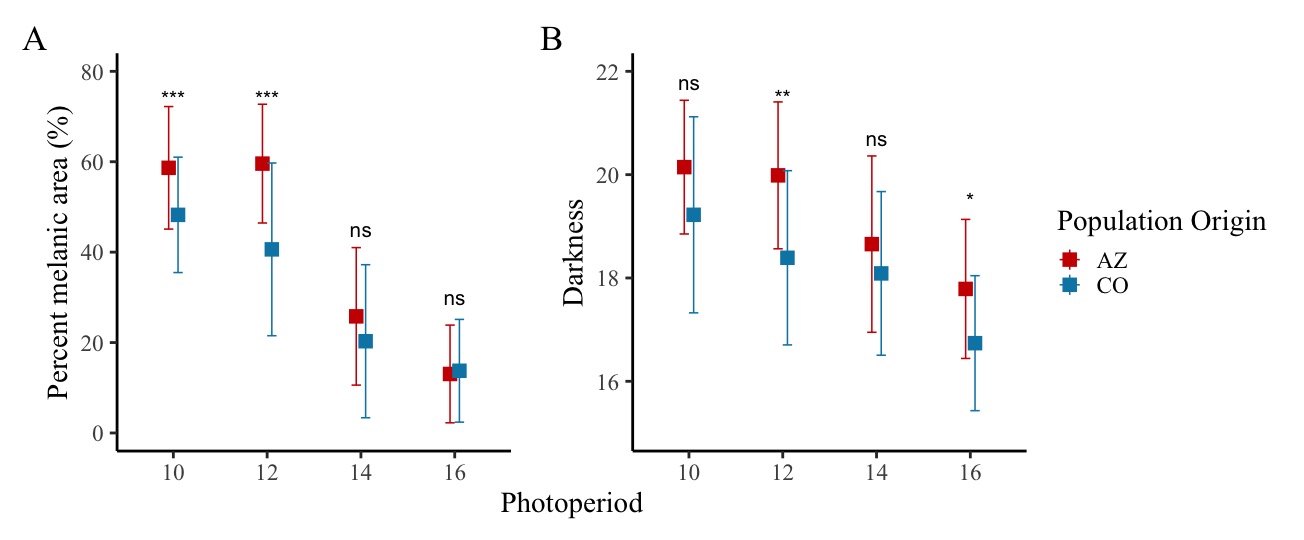 A
Percent melanic area (%)
80
60
40
20
0
***
***
ns
ns
10 12 14 16
B
Darkness
22
20
18
16
ns
**
ns
*
10 12 14 16
Photoperiod
Population Origin
AZ
CO